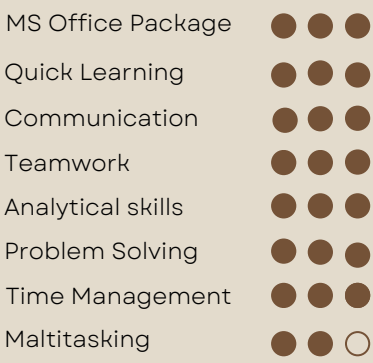 MS Office Package
Quick Learning
Communication
Teamwork
Analytical skills
Problem Solving
Time Management
Maltitasking